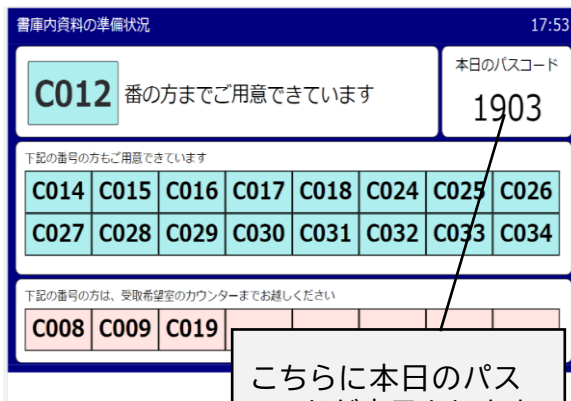 書庫内資料の準備状況 17:53
C012 番の方までご用意できています
本日のパスコード
1903
下記の番号の方もご用意できています
C014 C015 C016 C017 C018 C024 C025 C026
C027 C028 C029 C030 C031 C032 C033 C034
下記の番号の方は、受取希望室のカウンターまでお越しください
C008 C009 C019
こちらに本日のパス